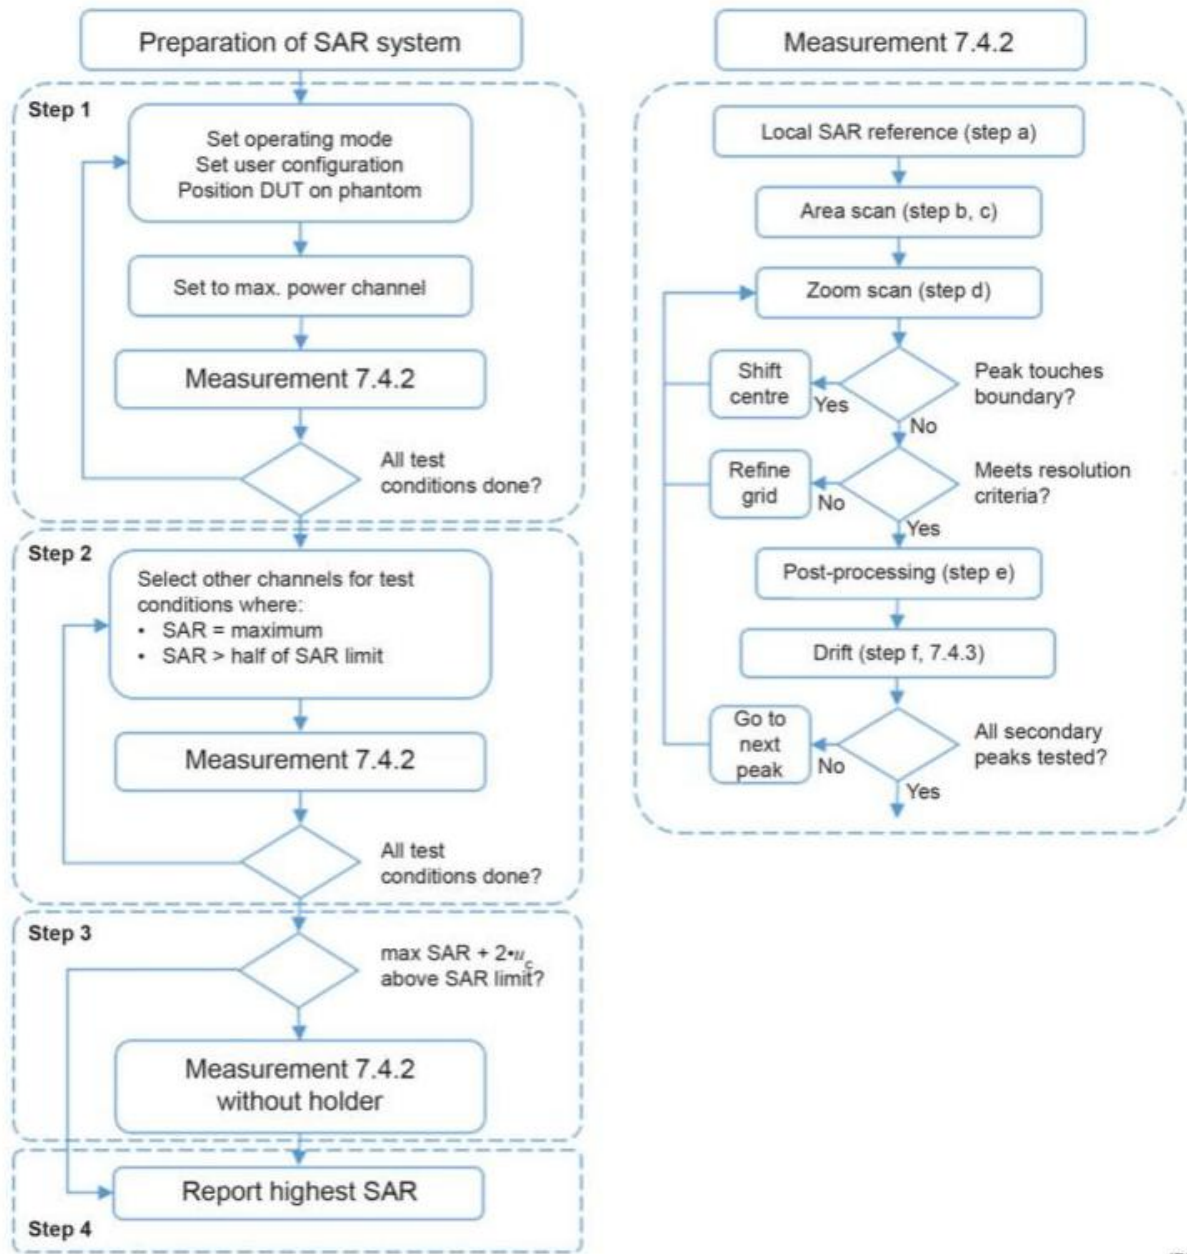 Preparation of SAR system
Step 1
Set operating mode
Set user configuration
Position DUT on phantom
Set to max. power channel
Measurement 7.4.2
All test
conditions done?
Step 2
Select other channels for test
conditions where:
• SAR = maximum
• SAR > half of SAR limit
Measurement 7.4.2
All test
conditions done?
Step 3
max SAR + 2•u_c
above SAR limit?
Measurement 7.4.2
without holder
Report highest SAR
Step 4
Measurement 7.4.2
Local SAR reference (step a)
Area scan (step b, c)
Zoom scan (step d)
Shift
centre
Yes
Peak touches
boundary?
No
Refine
grid
No
Meets resolution
criteria?
Yes
Post-processing (step e)
Drift (step f, 7.4.3)
Go to
next
peak
No
All secondary
peaks tested?
Yes